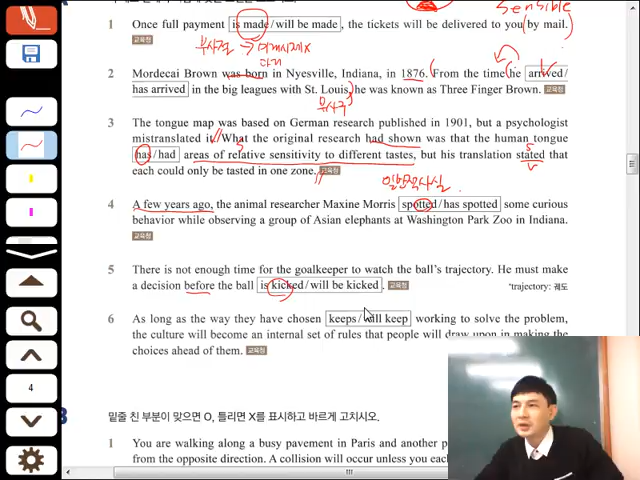 sensible
1 Once full payment is made/will be made, the tickets will be delivered to you by mail.
교육청
부사절 → 미래시제X
2 Mordecai Brown was born in Nyesville, Indiana, in 1876. From the time he arrived/
has arrived in the big leagues with St. Louis, he was known as Three Finger Brown. 교육청
부사구
3 The tongue map was based on German research published in 1901, but a psychologist
mistranslated it. What the original research had shown was that the human tongue
S
has/had areas of relative sensitivity to different tastes, but his translation stated that
S
V
each could only be tasted in one zone. 교육청
일반적사실
4 A few years ago, the animal researcher Maxine Morris spotted/has spotted some curious
behavior while observing a group of Asian elephants at Washington Park Zoo in Indiana.
교육청
5 There is not enough time for the goalkeeper to watch the ball's trajectory. He must make
a decision before the ball is kicked/will be kicked. 교육청
*trajectory: 궤도
6 As long as the way they have chosen keeps/will keep working to solve the problem,
the culture will become an internal set of rules that people will draw upon in making the
choices ahead of them. 교육청
4
밑줄 친 부분이 맞으면 O, 틀리면 X를 표시하고 바르게 고치시오.
1 You are walking along a busy pavement in Paris and another
from the opposite direction. A collision will occur unless you